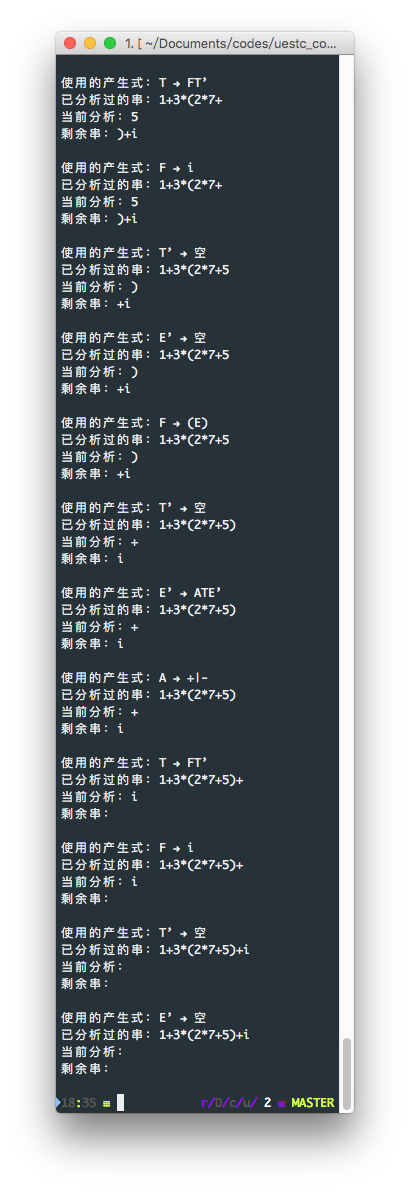 1. [ ~/Documents/codes/uestc_co...
使用的产生式: T → FT’
已分析过的串: 1+3*(2*7+
当前分析: 5
剩余串: )+i
使用的产生式: F → i
已分析过的串: 1+3*(2*7+
当前分析: 5
剩余串: )+i
使用的产生式: T’ → 空
已分析过的串: 1+3*(2*7+5
当前分析: )
剩余串: +i
使用的产生式: E’ → 空
已分析过的串: 1+3*(2*7+5
当前分析: )
剩余串: +i
使用的产生式: F → (E)
已分析过的串: 1+3*(2*7+5
当前分析: )
剩余串: +i
使用的产生式: T’ → 空
已分析过的串: 1+3*(2*7+5)
当前分析: +
剩余串: i
使用的产生式: E’ → ATE’
已分析过的串: 1+3*(2*7+5)
当前分析: +
剩余串: i
使用的产生式: A → +|-
已分析过的串: 1+3*(2*7+5)
当前分析: +
剩余串: i
使用的产生式: T → FT’
已分析过的串: 1+3*(2*7+5)+
当前分析: i
剩余串:
使用的产生式: F → i
已分析过的串: 1+3*(2*7+5)+
当前分析: i
剩余串:
使用的产生式: T’ → 空
已分析过的串: 1+3*(2*7+5)+i
当前分析:
剩余串:
使用的产生式: E’ → 空
已分析过的串: 1+3*(2*7+5)+i
当前分析:
剩余串:
18:35 ≡ r/D/c/u/ 2 ≡ MASTER